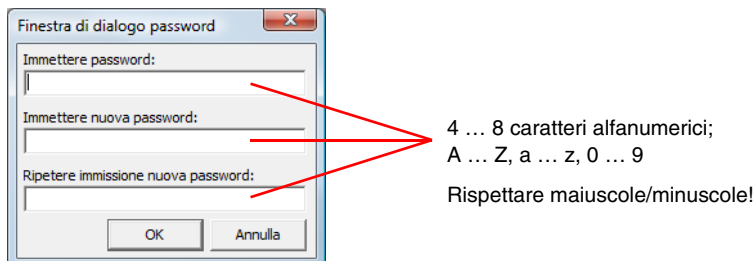 Finestra di dialogo password
Immettere password:
Immettere nuova password:
Ripetere immissione nuova password:
OK Annulla
4 … 8 caratteri alfanumerici;
A … Z, a … z, 0 … 9
Rispettare maiuscole/minuscole!